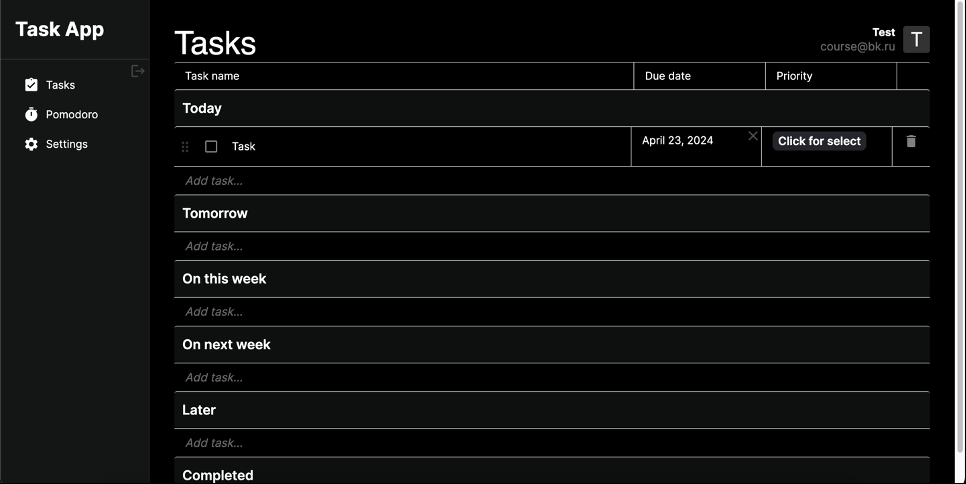 Task App
Tasks
Pomodoro
Settings
Tasks
Test
course@bk.ru
T
Task name Due date Priority
Today
Task April 23, 2024 Click for select
Add task...
Tomorrow
Add task...
On this week
Add task...
On next week
Add task...
Later
Add task...
Completed